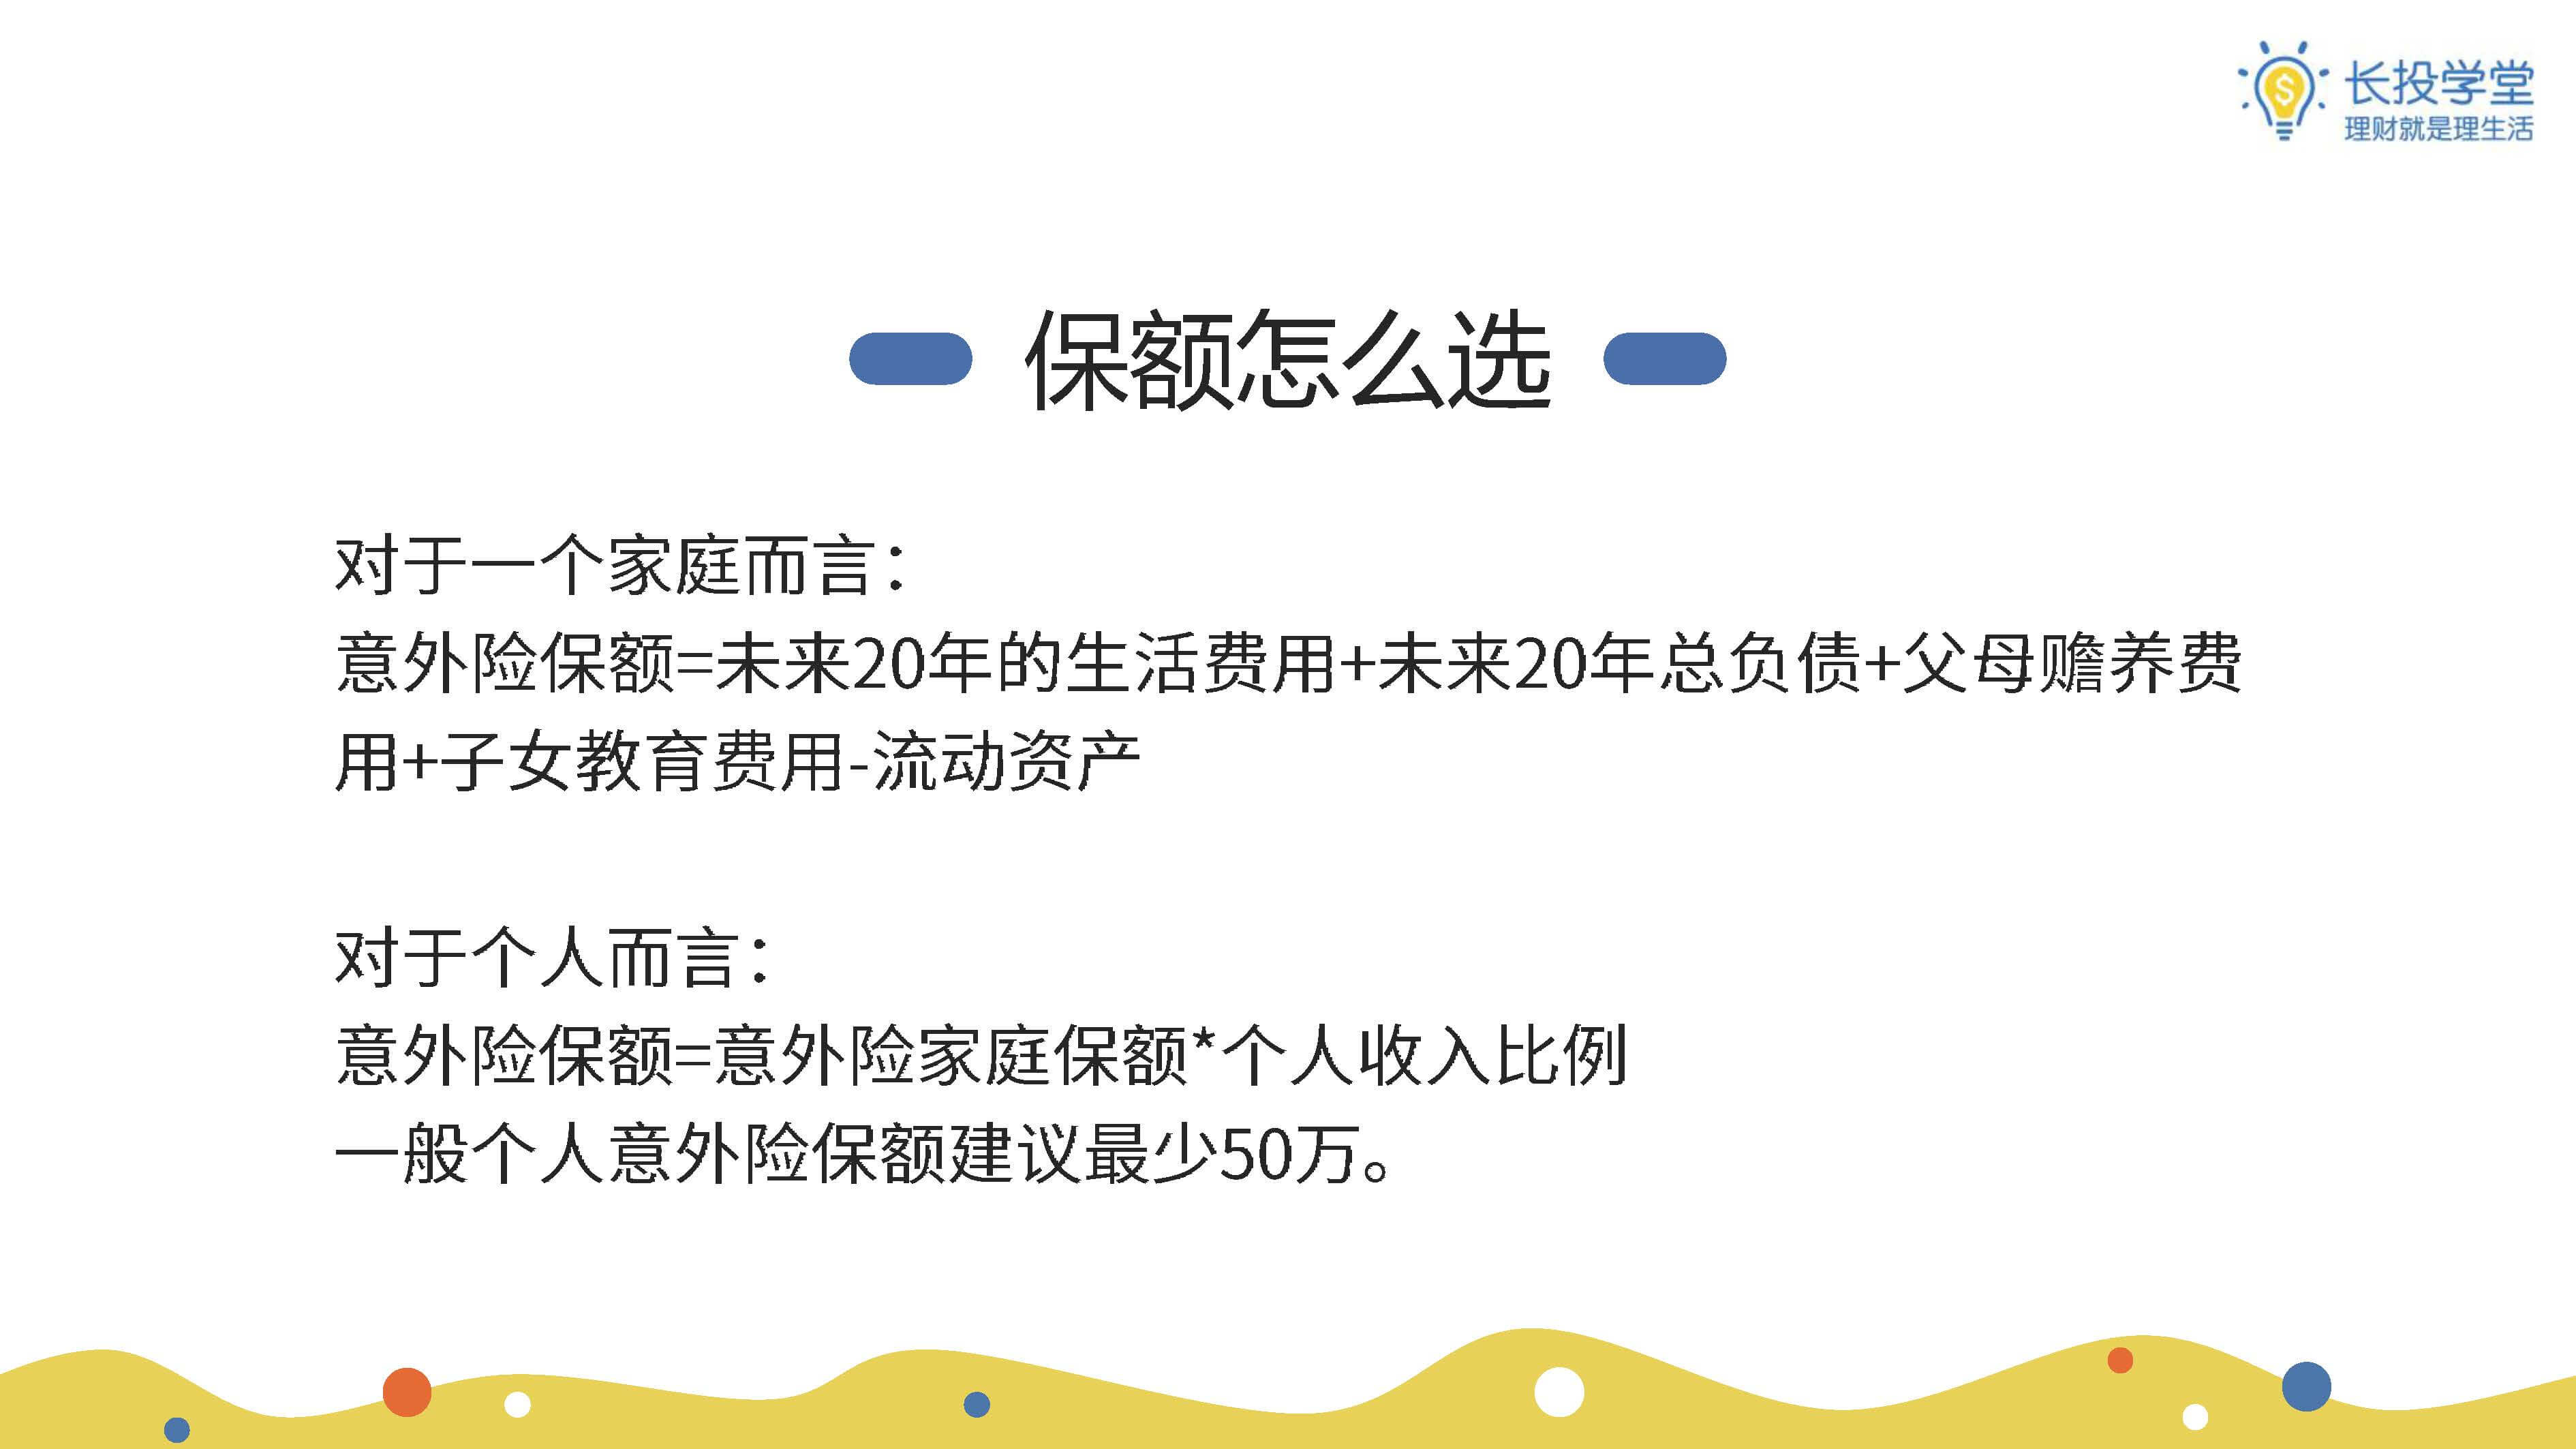 长投学堂
理财就是理生活
保额怎么选
对于一个家庭而言：
意外险保额=未来20年的生活费用+未来20年总负债+父母赡养费
用+子女教育费用-流动资产
对于个人而言：
意外险保额=意外险家庭保额*个人收入比例
一般个人意外险保额建议最少50万。